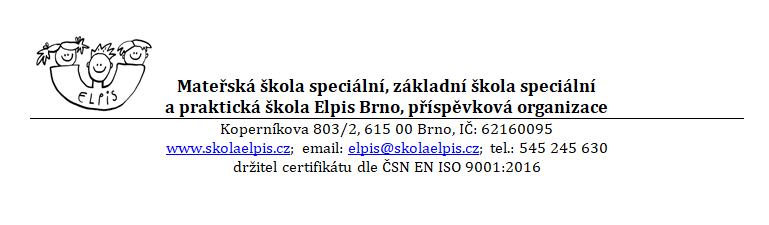 ELPIS
Mateřská škola speciální, základní škola speciální
a praktická škola Elpis Brno, příspěvková organizace
Koperníkova 803/2, 615 00 Brno, IČ: 62160095
www.skolaelpis.cz; email: elpis@skolaelpis.cz; tel.: 545 245 630
držitel certifikátu dle ČSN EN ISO 9001:2016